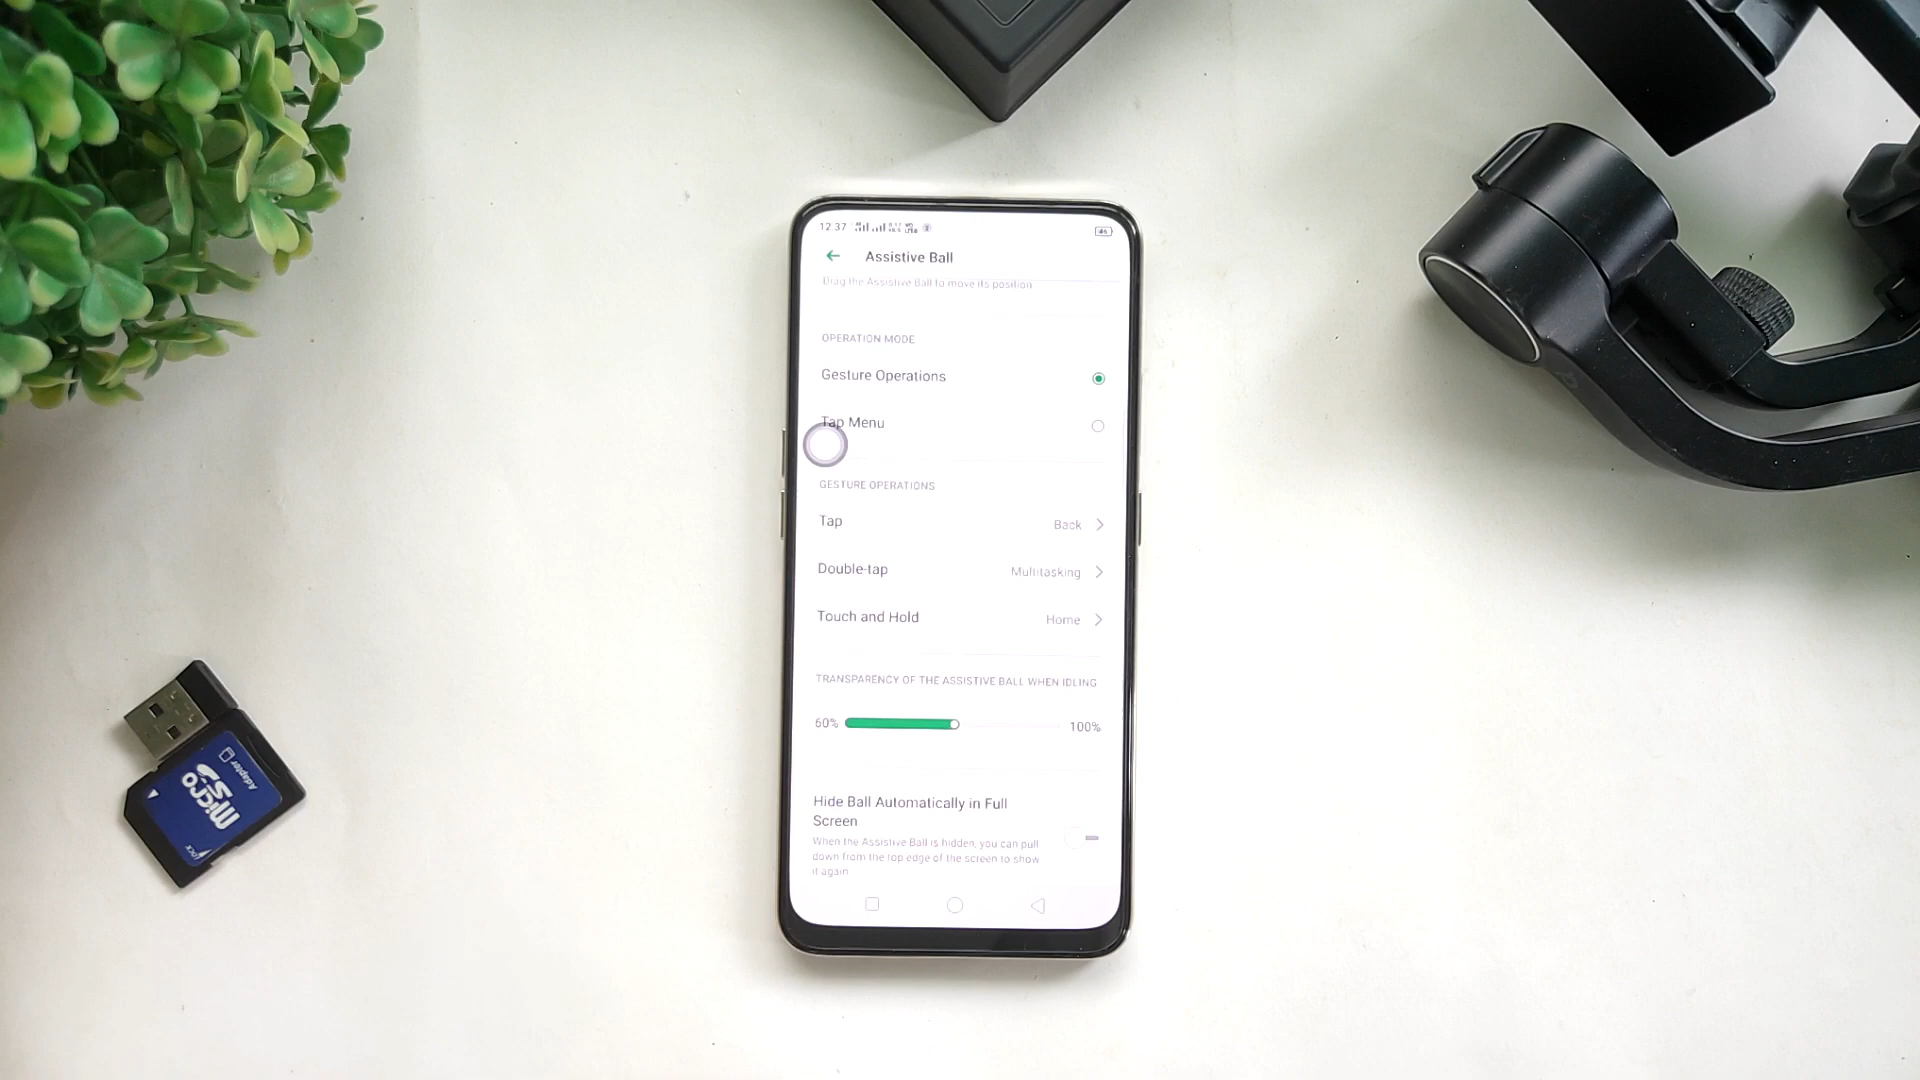 12:37
46
Assistive Ball
Drag the Assistive Ball to move its position
OPERATION MODE
Gesture Operations
Tap Menu
GESTURE OPERATIONS
Tap
Back
Double-tap
Multitasking
Touch and Hold
Home
TRANSPARENCY OF THE ASSISTIVE BALL WHEN IDLING
60%
100%
Hide Ball Automatically in Full
Screen
When the Assistive Ball is hidden, you can pull
down from the top edge of the screen to show
it again
Adapter
micro
SD
Lock